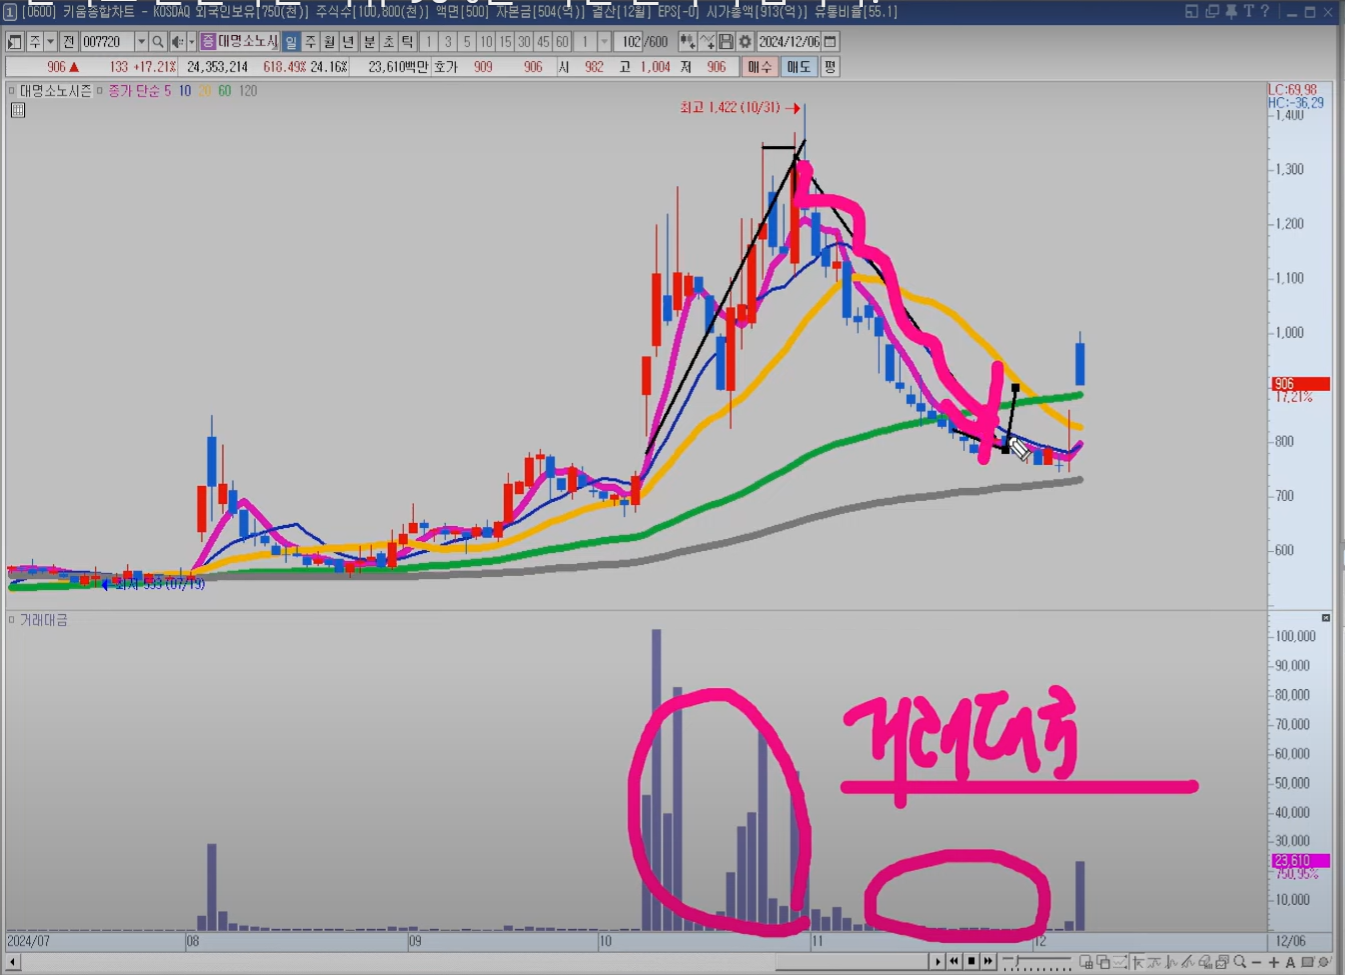 [0600] 키움종합차트 - KOSDAQ 외국인보유[750(천)] 주식수[100,800(천)] 액면[500] 자본금[504(억)] 결산[12월] EPS[-0] 시가총액[913(억)] 유통비율[55.1]
주 전 007720 증 대명소노시 일 주 월 년 분 초 틱 1 3 5 10 15 30 45 60 1 102 /600 2024/12/06
906 ▲ 133 +17.21% 24,353,214 618.49% 24.16% 23,610백만 호가 909 906 시 982 고 1,004 저 906 매수 매도 평
대명소노시즌 종가 단순 5 10 20 60 120
LC:69.98
HC:-36.29
최고 1,422 (10/31) →
1,400
1,300
1,200
1,100
1,000
906
17.21%
800
700
600
최저 533 (07/19)
거래대금
100,000
90,000
80,000
70,000
60,000
50,000
40,000
30,000
23,610
750.95%
10,000
2024/07 08 09 10 11 12 12/06